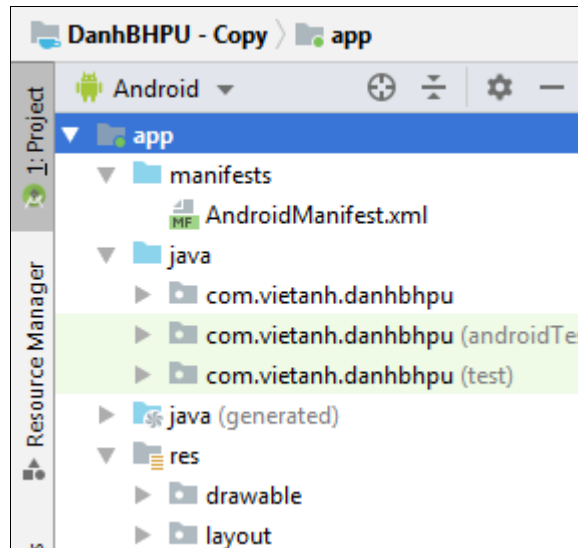 DanhBHPU - Copy app
Android
1: Project
app
manifests
MF AndroidManifest.xml
java
com.vietanh.danhbhpu
com.vietanh.danhbhpu (androidTes
com.vietanh.danhbhpu (test)
Resource Manager
java (generated)
res
drawable
layout